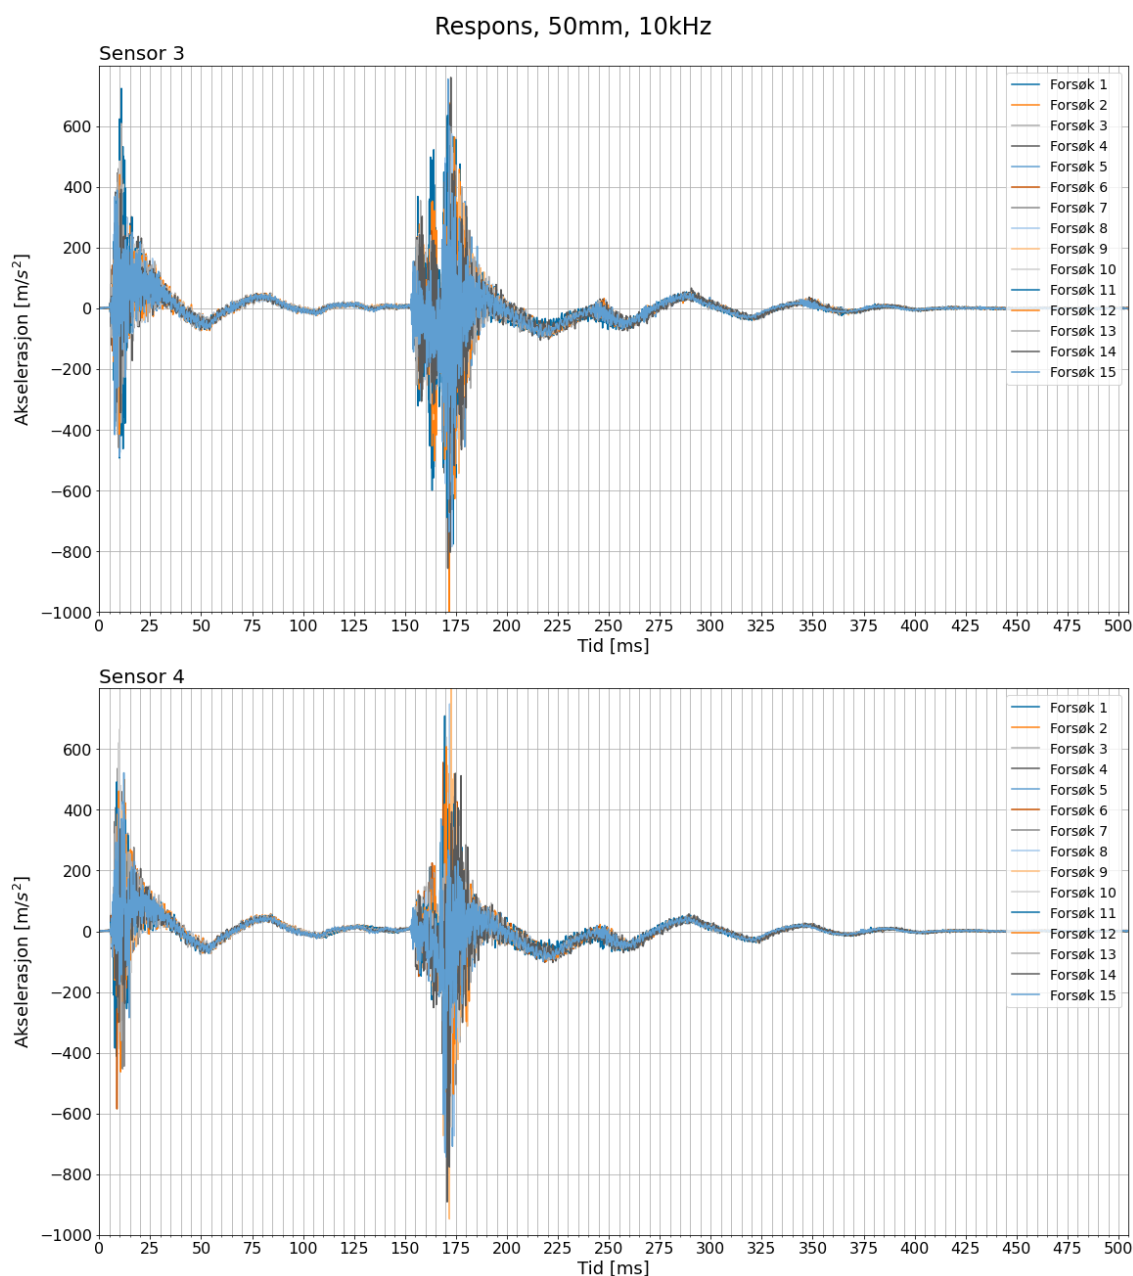 Respons, 50mm, 10kHz
Sensor 3
Akselerasjon [m/s²]
600
400
200
0
−200
−400
−600
−800
−1000
Forsøk 1
Forsøk 2
Forsøk 3
Forsøk 4
Forsøk 5
Forsøk 6
Forsøk 7
Forsøk 8
Forsøk 9
Forsøk 10
Forsøk 11
Forsøk 12
Forsøk 13
Forsøk 14
Forsøk 15
0 25 50 75 100 125 150 175 200 225 250 275 300 325 350 375 400 425 450 475 500
Tid [ms]
Sensor 4
Akselerasjon [m/s²]
600
400
200
0
−200
−400
−600
−800
−1000
Forsøk 1
Forsøk 2
Forsøk 3
Forsøk 4
Forsøk 5
Forsøk 6
Forsøk 7
Forsøk 8
Forsøk 9
Forsøk 10
Forsøk 11
Forsøk 12
Forsøk 13
Forsøk 14
Forsøk 15
0 25 50 75 100 125 150 175 200 225 250 275 300 325 350 375 400 425 450 475 500
Tid [ms]